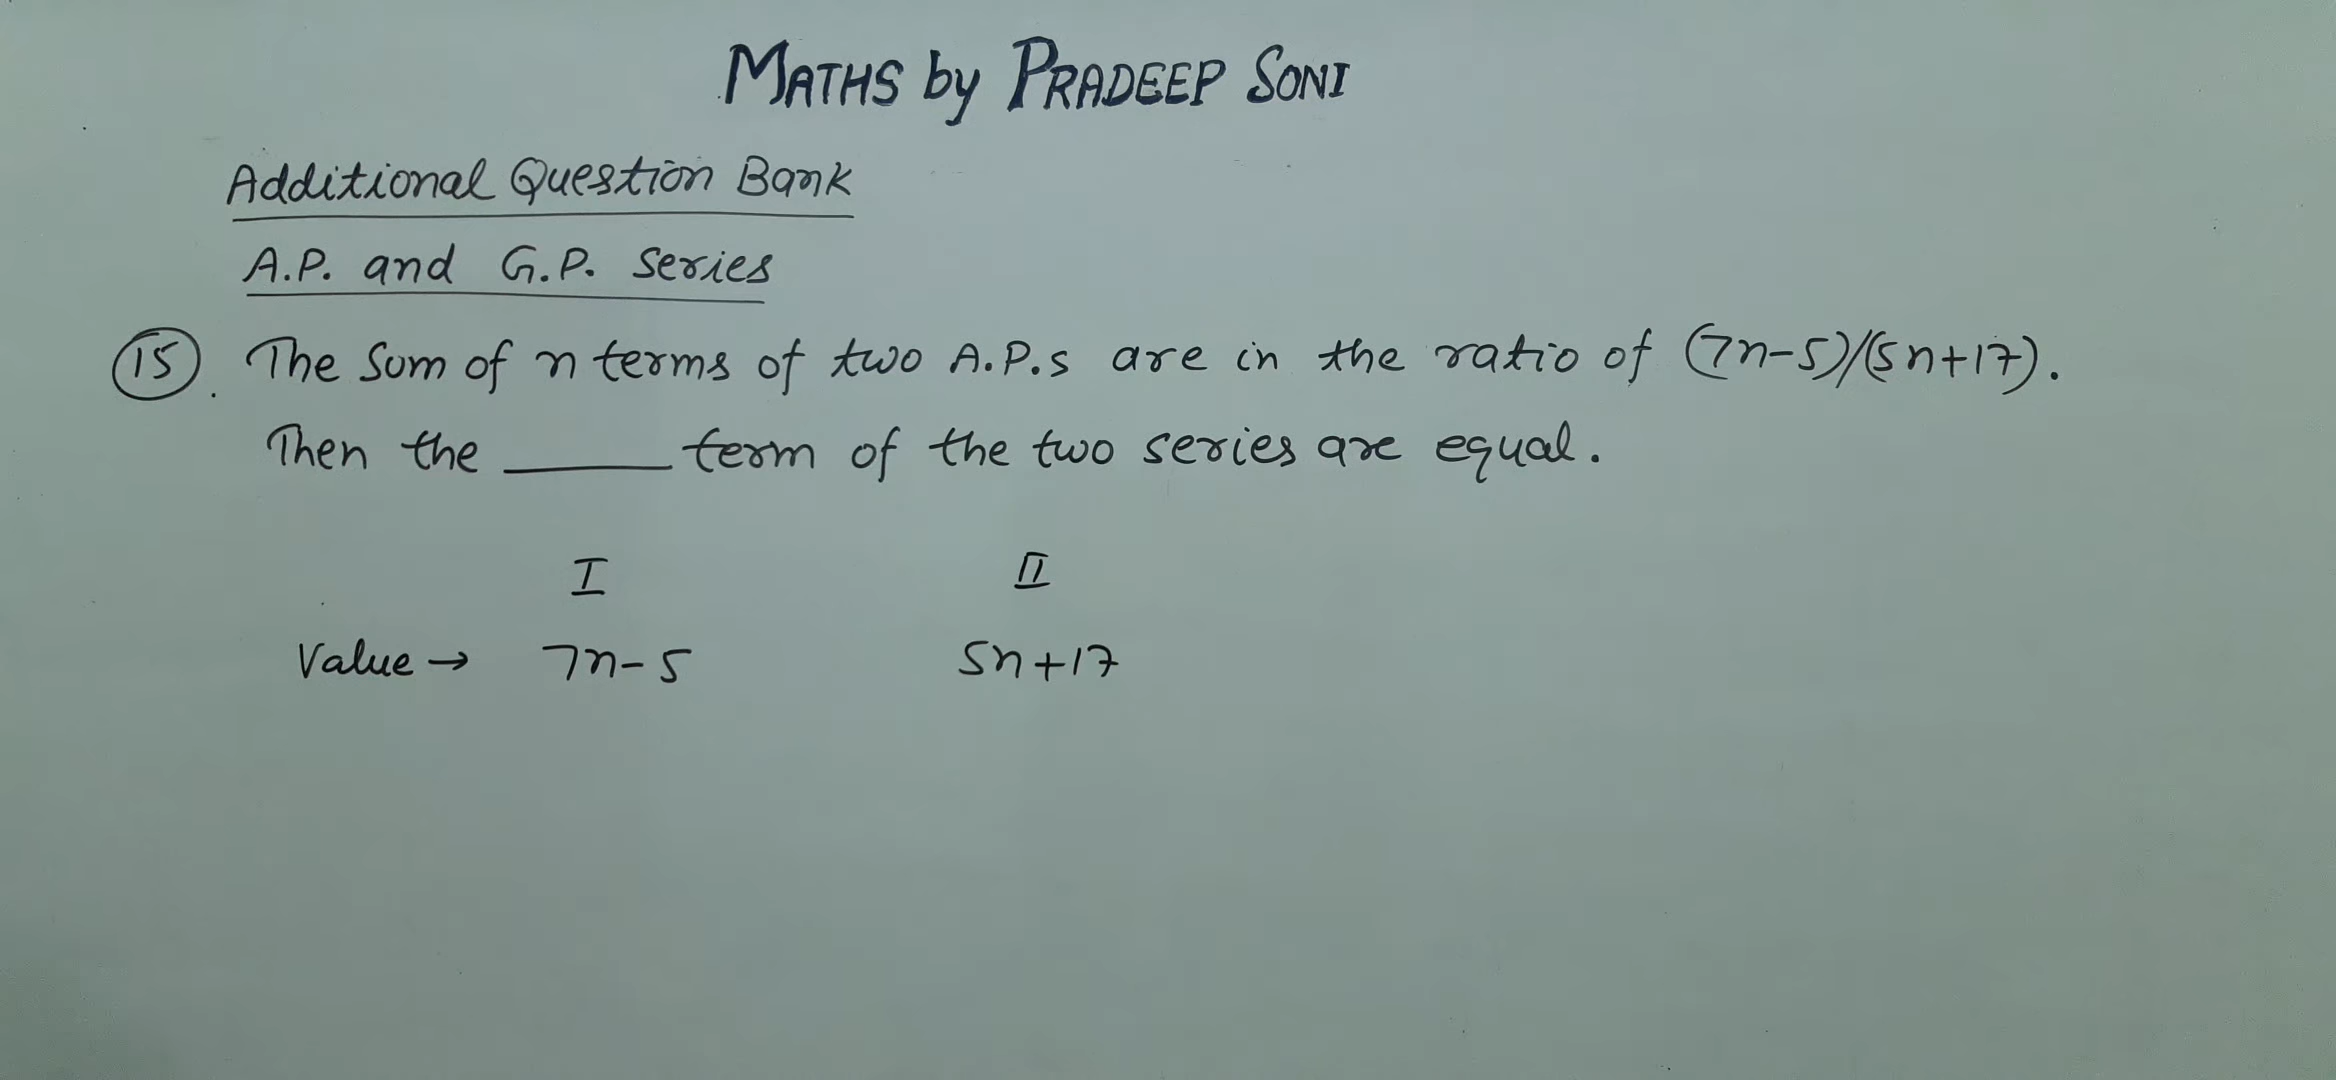 MATHS by PRADEEP SONI
Additional Question Bank
A.P. and G.P. Series
15. The Sum of n terms of two A.P.s are in the ratio of (7n-5)/(5n+17).
Then the ______ term of the two series are equal.
I II
Value → 7n-5 5n+17